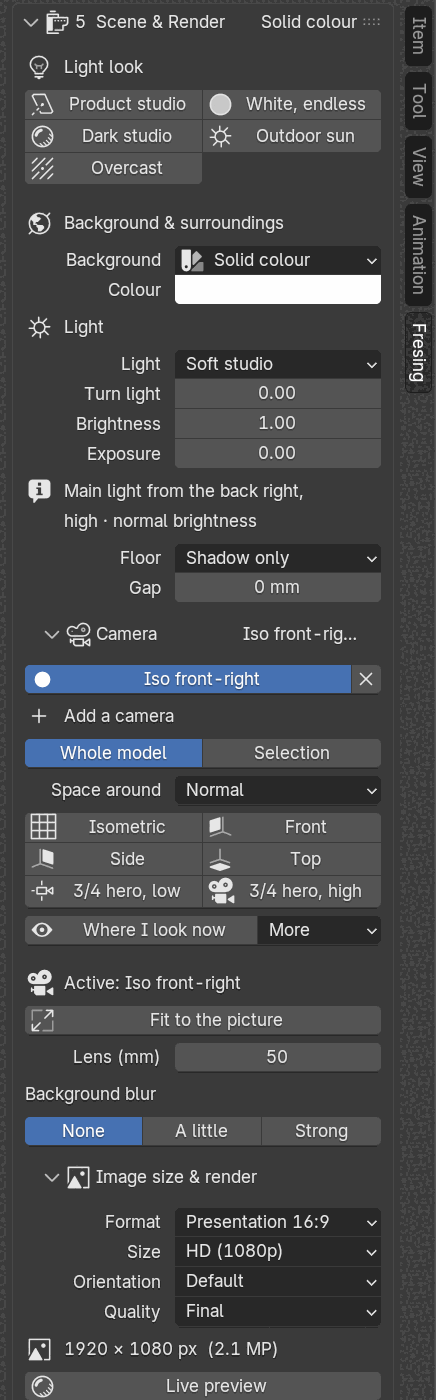 5 Scene & Render Solid colour
Light look
Product studio White, endless
Dark studio Outdoor sun
Overcast
Background & surroundings
Background Solid colour
Colour
Light
Light Soft studio
Turn light 0.00
Brightness 1.00
Exposure 0.00
Main light from the back right,
high · normal brightness
Floor Shadow only
Gap 0 mm
Camera Iso front-rig...
Iso front-right
Add a camera
Whole model Selection
Space around Normal
Isometric Front
Side Top
3/4 hero, low 3/4 hero, high
Where I look now More
Active: Iso front-right
Fit to the picture
Lens (mm) 50
Background blur
None A little Strong
Image size & render
Format Presentation 16:9
Size HD (1080p)
Orientation Default
Quality Final
1920 × 1080 px (2.1 MP)
Live preview
Item
Tool
View
Animation
Fresing